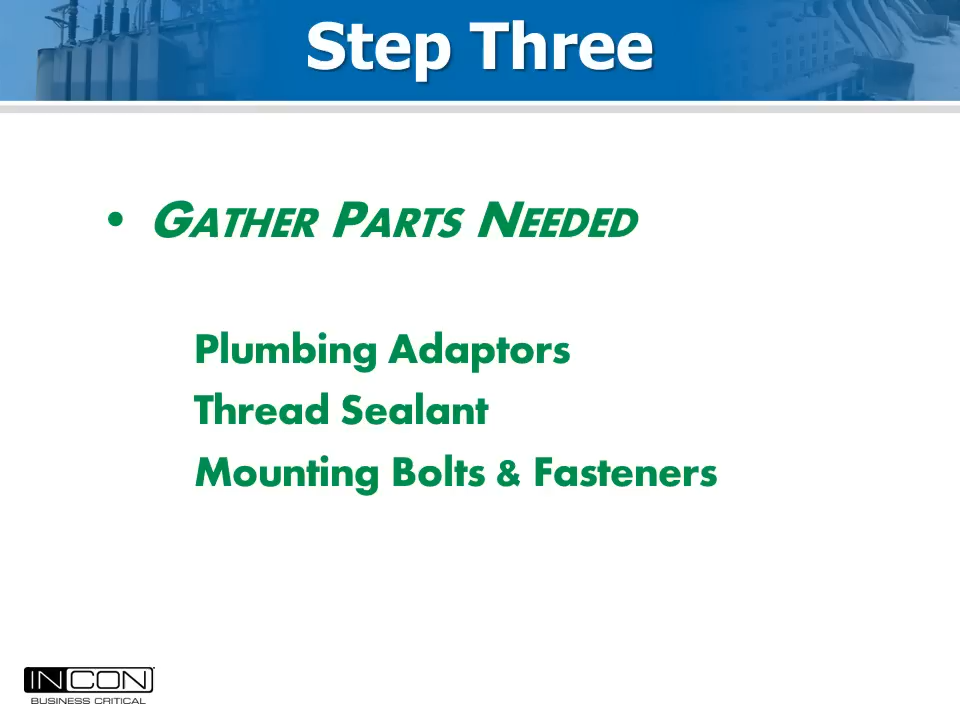 Step Three
• GATHER PARTS NEEDED
Plumbing Adaptors
Thread Sealant
Mounting Bolts & Fasteners
INCON
BUSINESS CRITICAL